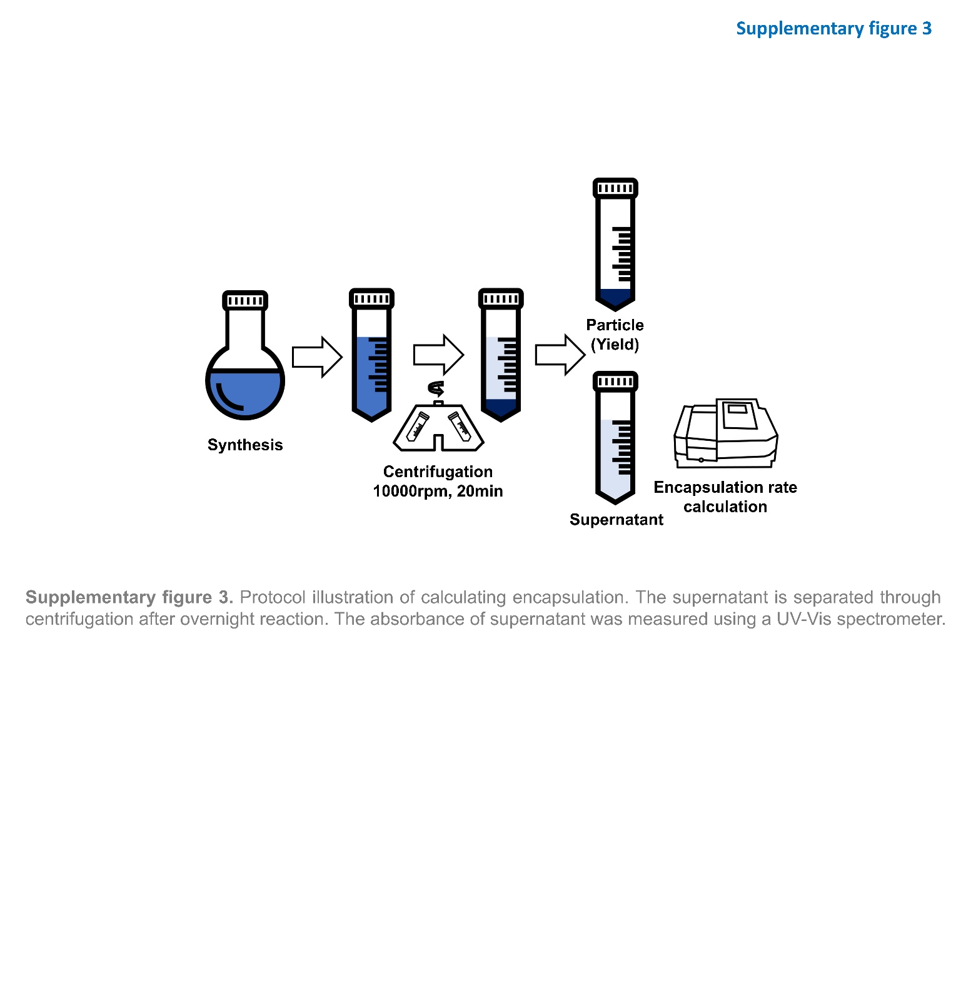 Supplementary figure 3
Particle
(Yield)
Synthesis
Centrifugation
10000rpm, 20min
Encapsulation rate
calculation
Supernatant
Supplementary figure 3. Protocol illustration of calculating encapsulation. The supernatant is separated through
centrifugation after overnight reaction. The absorbance of supernatant was measured using a UV-Vis spectrometer.